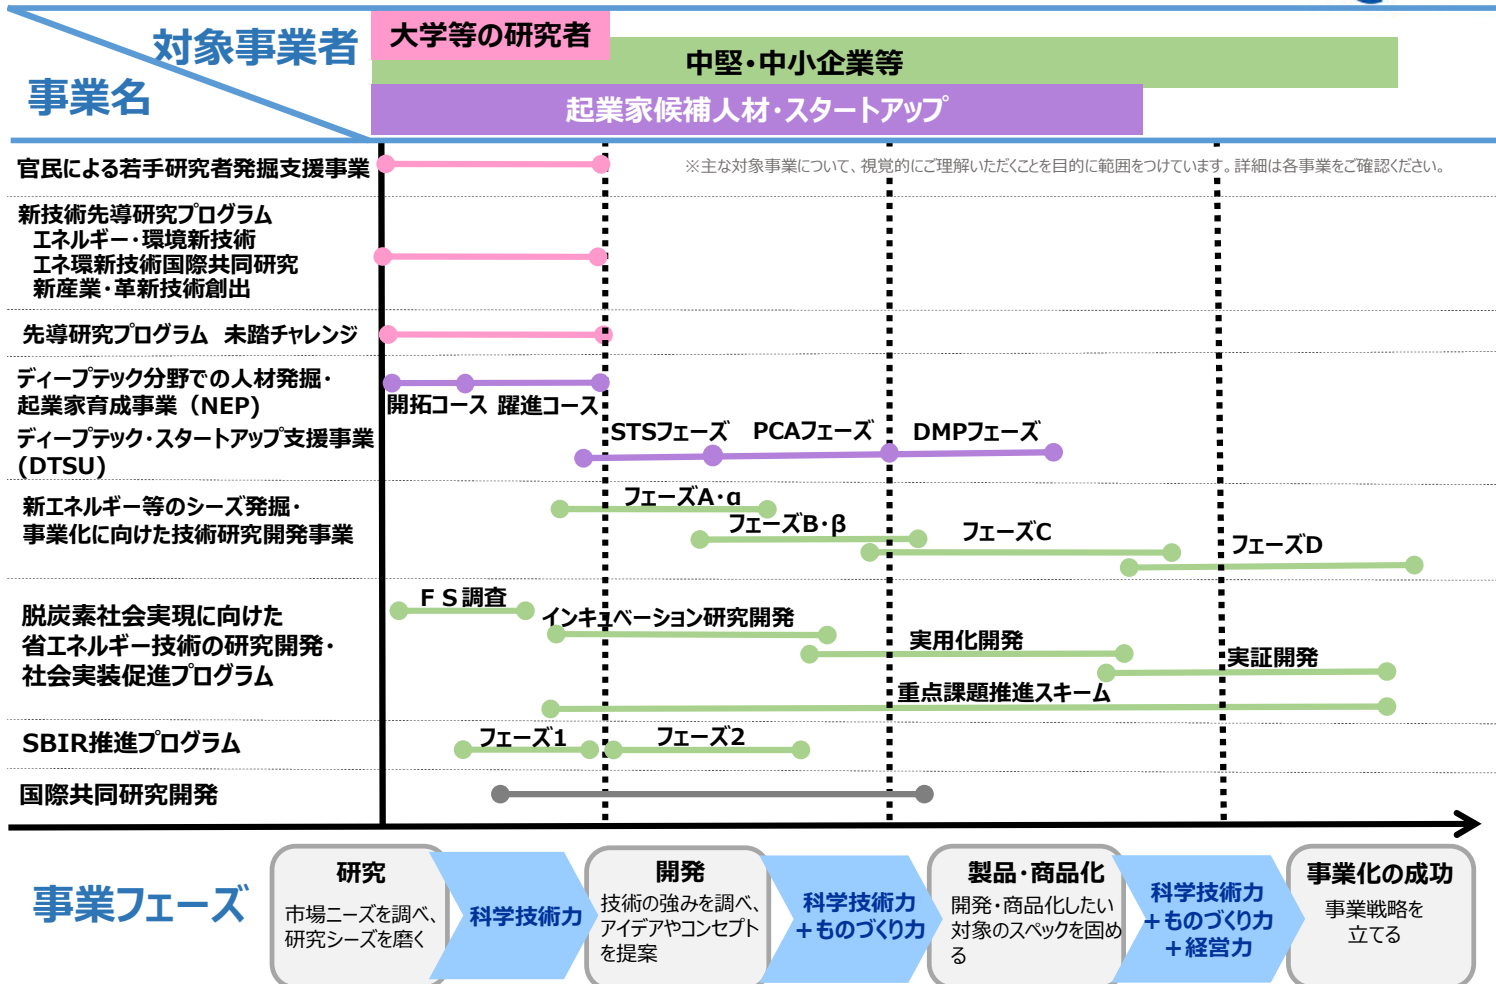 対象事業者
事業名
大学等の研究者
中堅・中小企業等
起業家候補人材・スタートアップ
官民による若手研究者発掘支援事業
※主な対象事業について、視覚的にご理解いただくことを目的に範囲をつけています。詳細は各事業をご確認ください。
新技術先導研究プログラム
エネルギー・環境新技術
エネ環新技術国際共同研究
新産業・革新技術創出
先導研究プログラム 未踏チャレンジ
ディープテック分野での人材発掘・
起業家育成事業（NEP)
開拓コース 躍進コース
ディープテック・スタートアップ支援事業
(DTSU)
STSフェーズ PCAフェーズ DMPフェーズ
新エネルギー等のシーズ発掘・
事業化に向けた技術研究開発事業
フェーズA・α
フェーズB・β
フェーズC
フェーズD
脱炭素社会実現に向けた
省エネルギー技術の研究開発・
社会実装促進プログラム
ＦＳ調査
インキュベーション研究開発
実用化開発
実証開発
重点課題推進スキーム
SBIR推進プログラム
フェーズ1 フェーズ2
国際共同研究開発
事業フェーズ
研究
市場ニーズを調べ、
研究シーズを磨く
科学技術力
開発
技術の強みを調べ、
アイデアやコンセプト
を提案
科学技術力
＋ものづくり力
製品・商品化
開発・商品化したい
対象のスペックを固め
る
科学技術力
＋ものづくり力
＋経営力
事業化の成功
事業戦略を
立てる